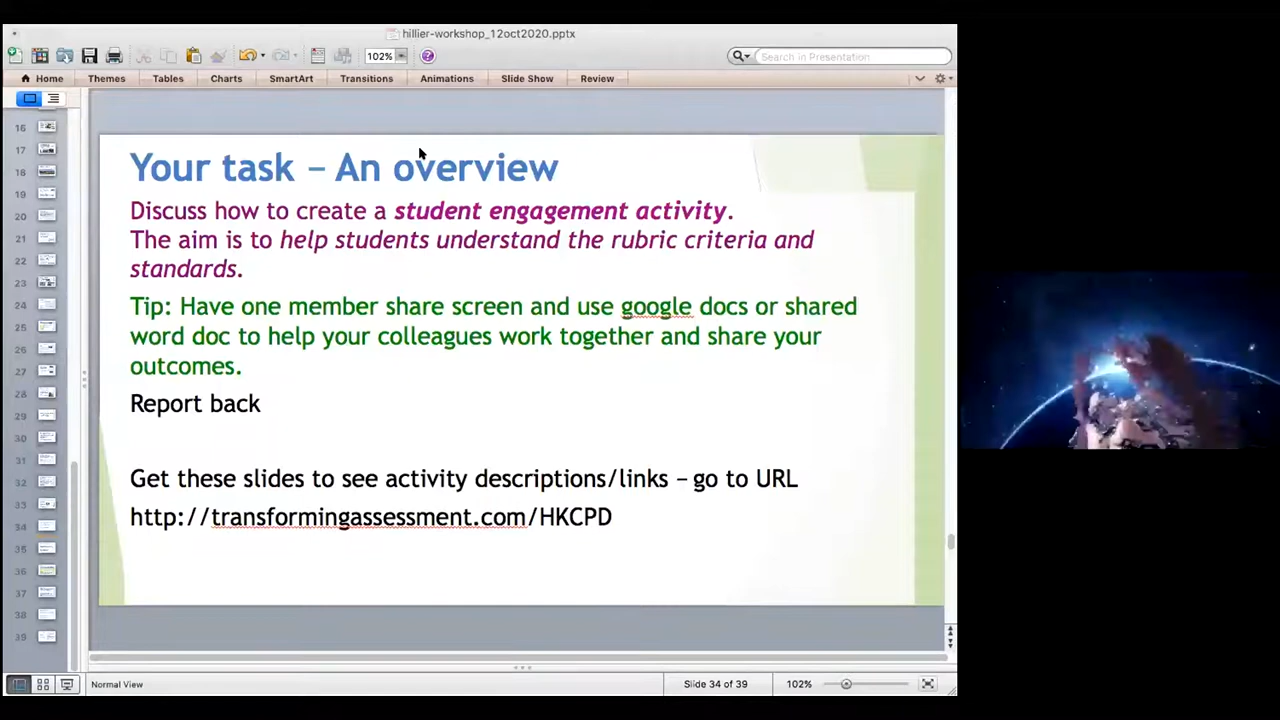 hillier-workshop_12oct2020.pptx
102%
Search in Presentation
Home Themes Tables Charts SmartArt Transitions Animations Slide Show Review
16
17
18
19
20
21
22
23
24
25
26
27
28
29
30
31
32
33
34
35
36
37
38
39
Your task – An overview
Discuss how to create a student engagement activity.
The aim is to help students understand the rubric criteria and
standards.
Tip: Have one member share screen and use google docs or shared
word doc to help your colleagues work together and share your
outcomes.
Report back
Get these slides to see activity descriptions/links – go to URL
http://transformingassessment.com/HKCPD
Normal View Slide 34 of 39 102%